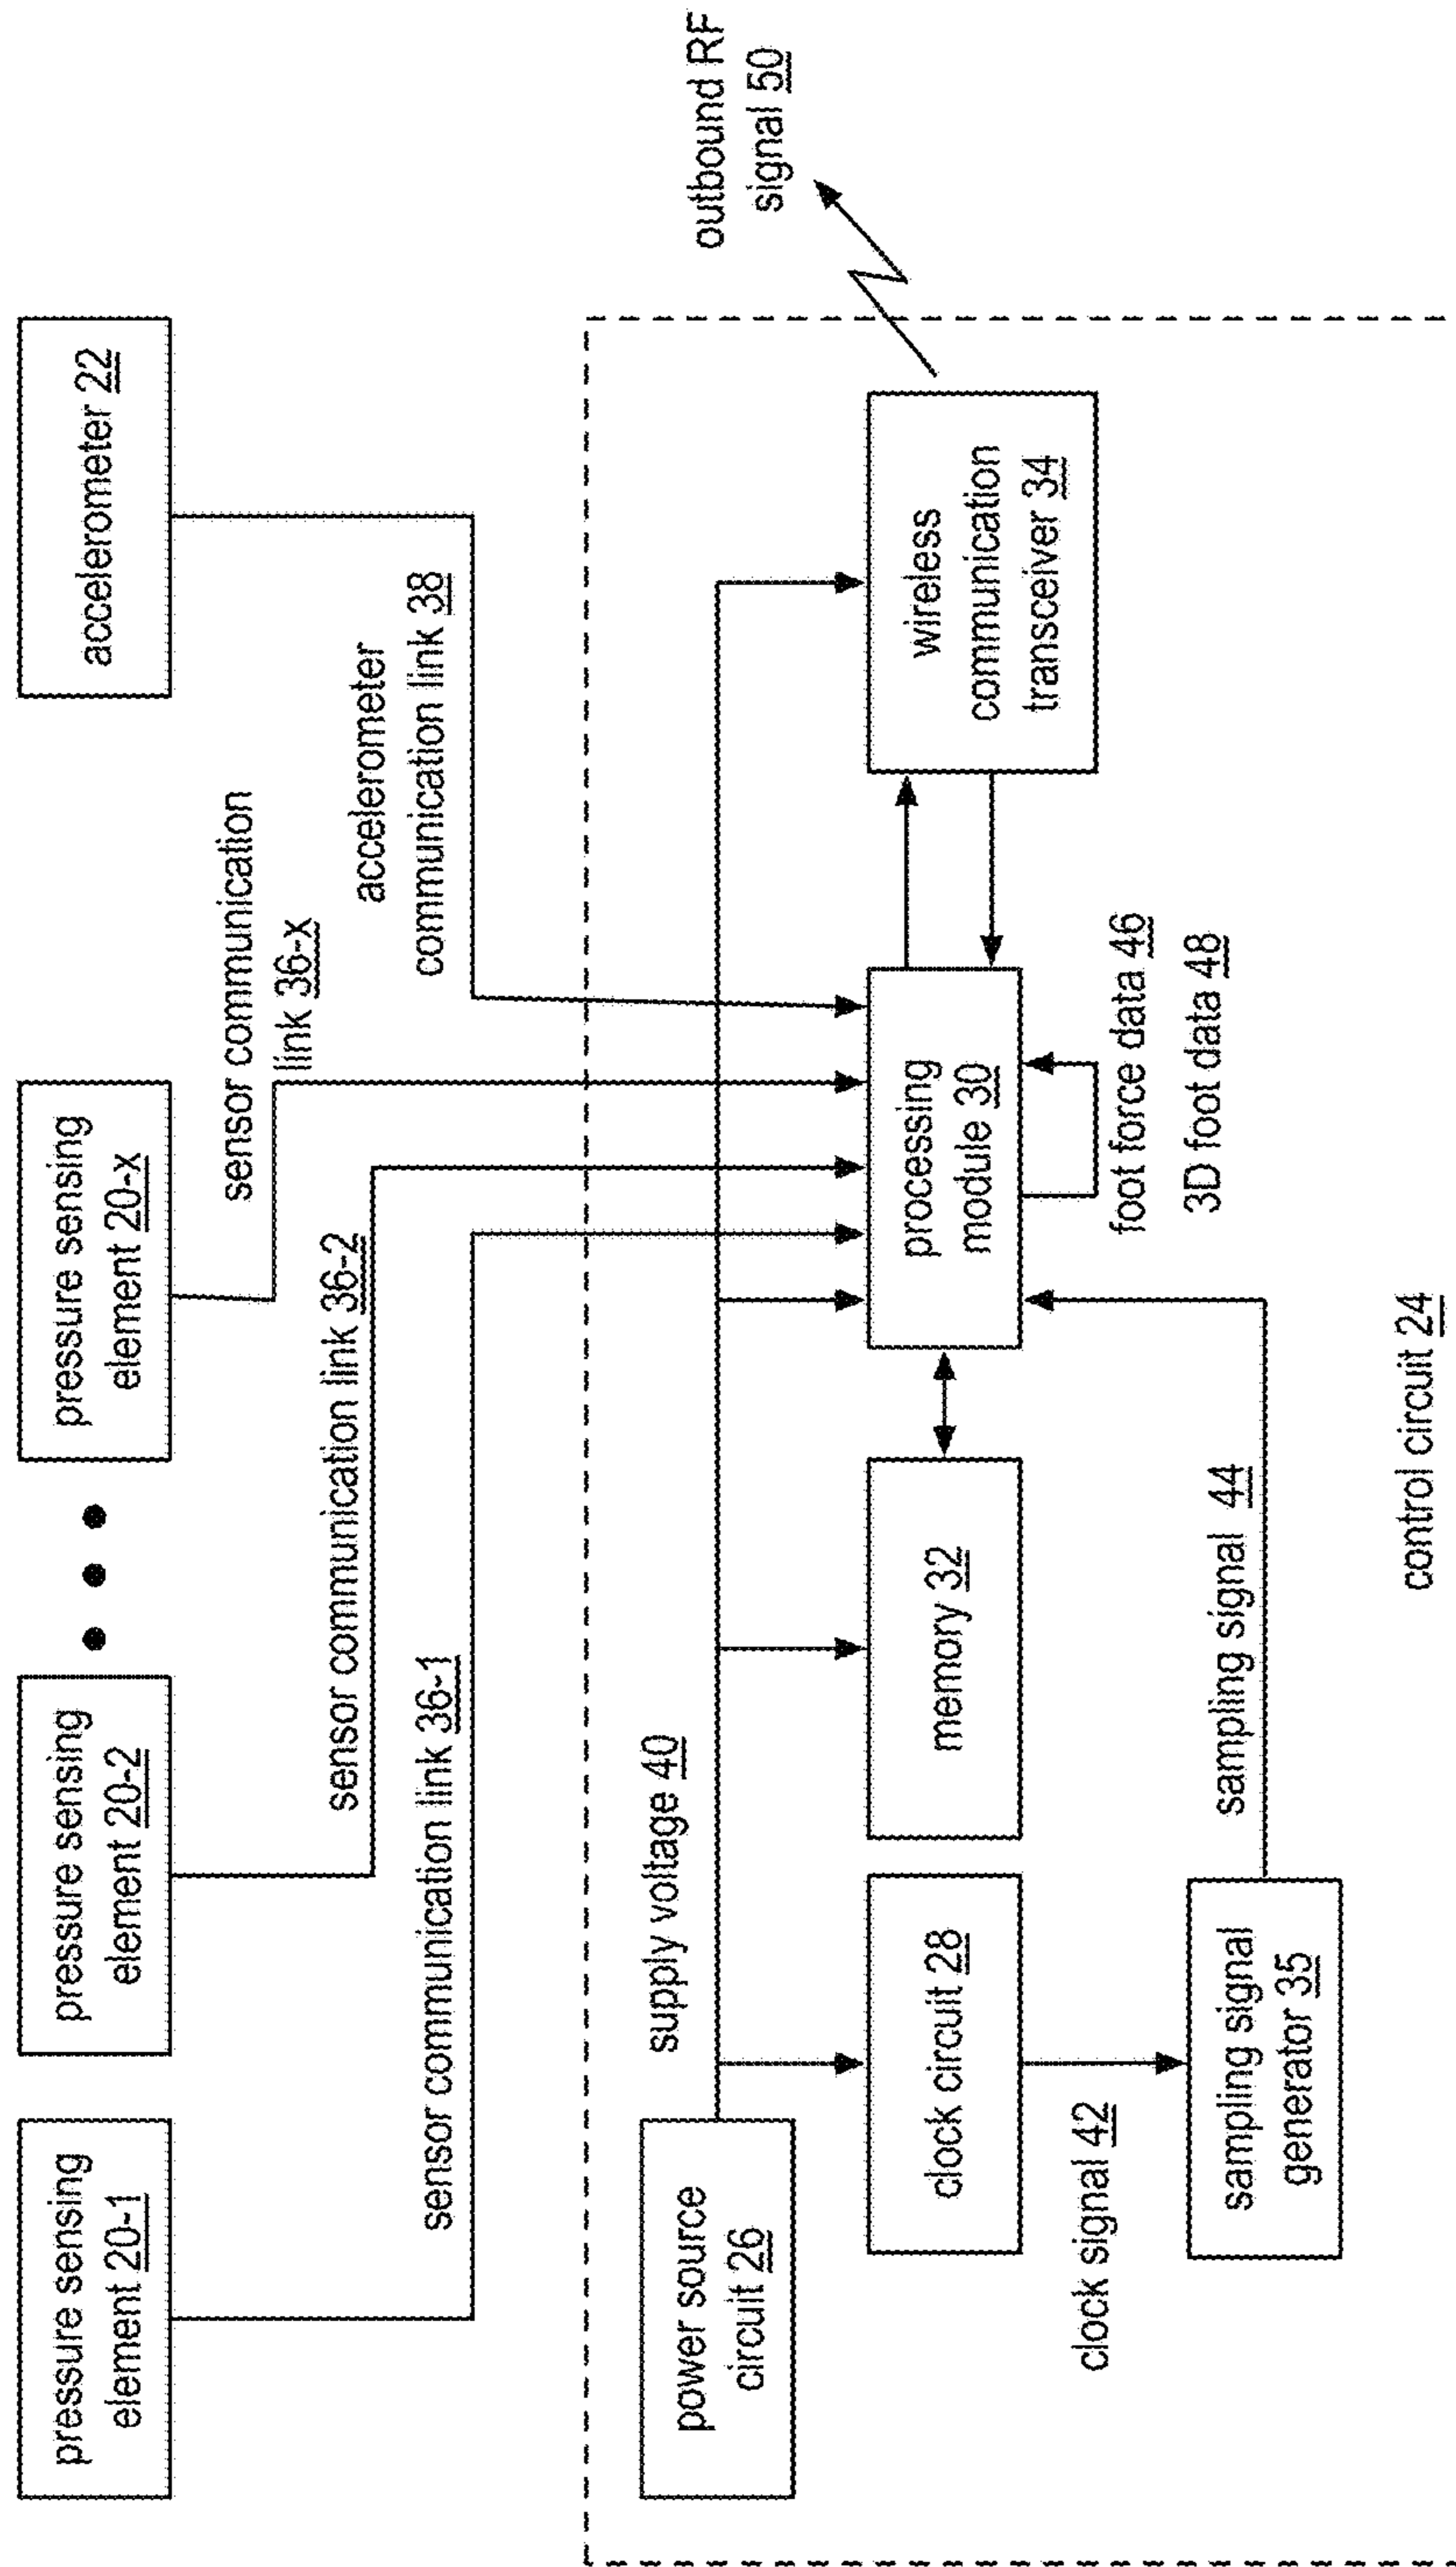 pressure sensing
element 20-1
pressure sensing
element 20-2
pressure sensing
element 20-x
accelerometer 22
sensor communication
link 36-x
sensor communication link 36-2
accelerometer
communication link 38
sensor communication link 36-1
outbound RF
signal 50
supply voltage 40
power source
circuit 26
clock circuit 28
memory 32
processing
module 30
wireless
communication
transceiver 34
clock signal 42
foot force data 46
3D foot data 48
sampling signal
generator 35
sampling signal 44
control circuit 24